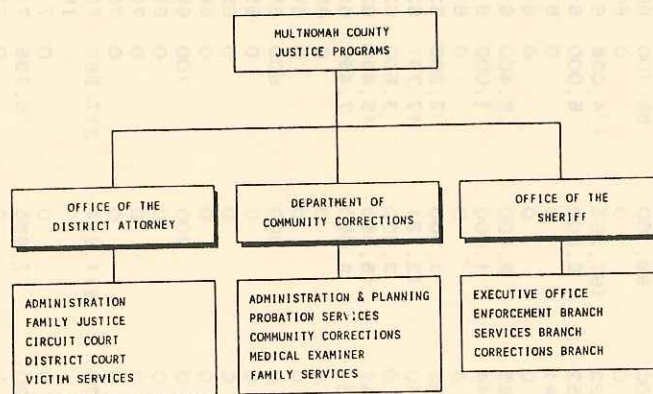 MULTNOMAH COUNTY
JUSTICE PROGRAMS
OFFICE OF THE
DISTRICT ATTORNEY
DEPARTMENT OF
COMMUNITY CORRECTIONS
OFFICE OF THE
SHERIFF
ADMINISTRATION
FAMILY JUSTICE
CIRCUIT COURT
DISTRICT COURT
VICTIM SERVICES
ADMINISTRATION & PLANNING
PROBATION SERVICES
COMMUNITY CORRECTIONS
MEDICAL EXAMINER
FAMILY SERVICES
EXECUTIVE OFFICE
ENFORCEMENT BRANCH
SERVICES BRANCH
CORRECTIONS BRANCH